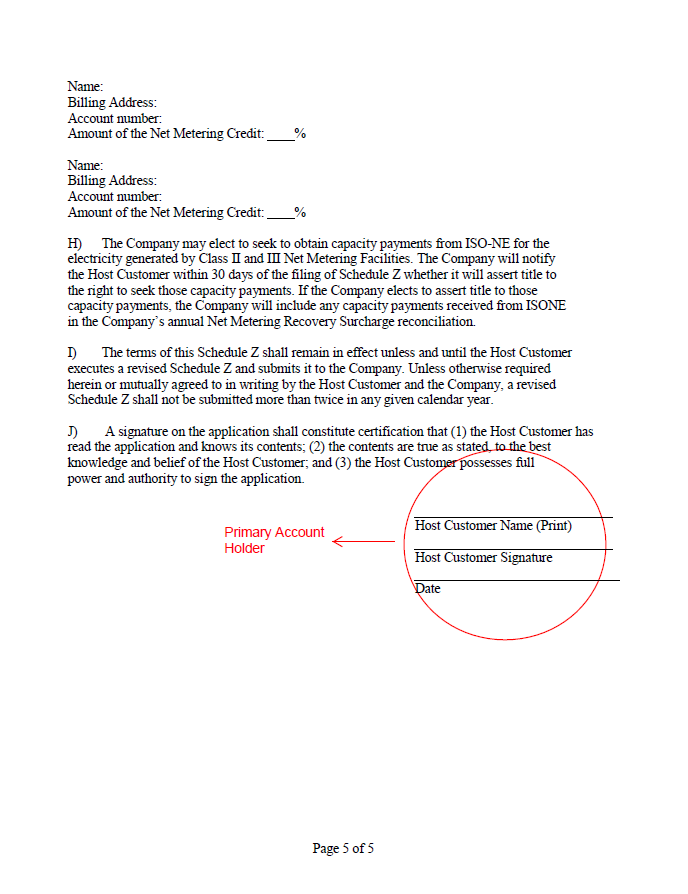 Name:
Billing Address:
Account number:
Amount of the Net Metering Credit: ____%
Name:
Billing Address:
Account number:
Amount of the Net Metering Credit: ____%
H) The Company may elect to seek to obtain capacity payments from ISO-NE for the
electricity generated by Class II and III Net Metering Facilities. The Company will notify
the Host Customer within 30 days of the filing of Schedule Z whether it will assert title to
the right to seek those capacity payments. If the Company elects to assert title to those
capacity payments, the Company will include any capacity payments received from ISONE
in the Company's annual Net Metering Recovery Surcharge reconciliation.
I) The terms of this Schedule Z shall remain in effect unless and until the Host Customer
executes a revised Schedule Z and submits it to the Company. Unless otherwise required
herein or mutually agreed to in writing by the Host Customer and the Company, a revised
Schedule Z shall not be submitted more than twice in any given calendar year.
J) A signature on the application shall constitute certification that (1) the Host Customer has
read the application and knows its contents; (2) the contents are true as stated, to the best
knowledge and belief of the Host Customer; and (3) the Host Customer possesses full
power and authority to sign the application.
Host Customer Name (Print)
Primary Account
Holder
Host Customer Signature
Date
Page 5 of 5